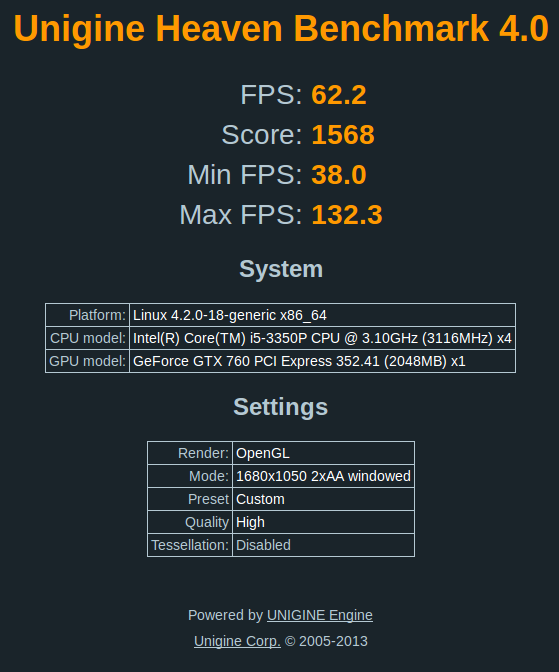 Unigine Heaven Benchmark 4.0
FPS: 62.2
Score: 1568
Min FPS: 38.0
Max FPS: 132.3
System
Platform: Linux 4.2.0-18-generic x86_64
CPU model: Intel(R) Core(TM) i5-3350P CPU @ 3.10GHz (3116MHz) x4
GPU model: GeForce GTX 760 PCI Express 352.41 (2048MB) x1
Settings
Render: OpenGL
Mode: 1680x1050 2xAA windowed
Preset Custom
Quality High
Tessellation: Disabled
Powered by UNIGINE Engine
Unigine Corp. © 2005-2013